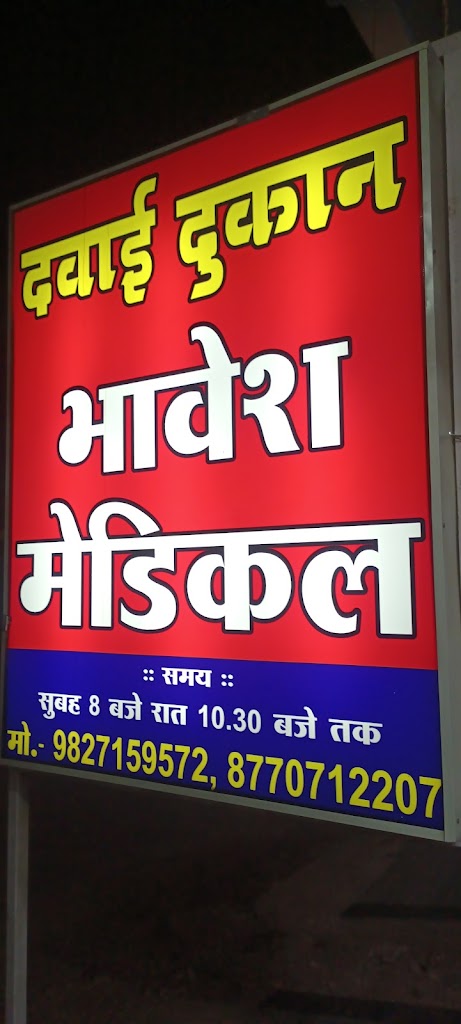 दवाई दुकान
भावेश
मेडिकल
:: समय ::
सुबह 8 बजे रात 10.30 बजे तक
मो.- 9827159572, 8770712207